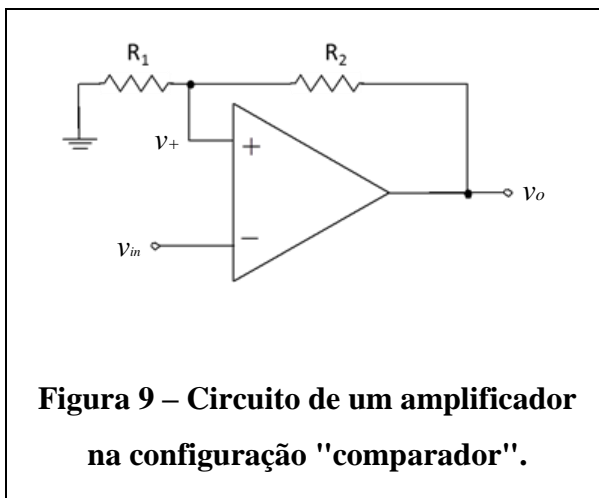 R₁
R₂
v₊
+
vₒ
−
vᵢₙ
Figura 9 – Circuito de um amplificador
na configuração "comparador".